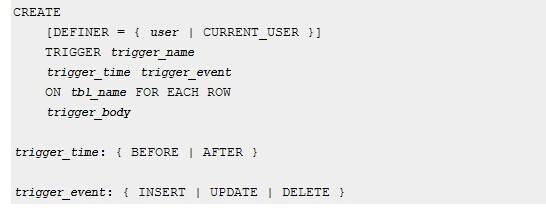 CREATE
[DEFINER = { user | CURRENT_USER }]
TRIGGER trigger_name
trigger_time trigger_event
ON tbl_name FOR EACH ROW
trigger_body
trigger_time: { BEFORE | AFTER }
trigger_event: { INSERT | UPDATE | DELETE }